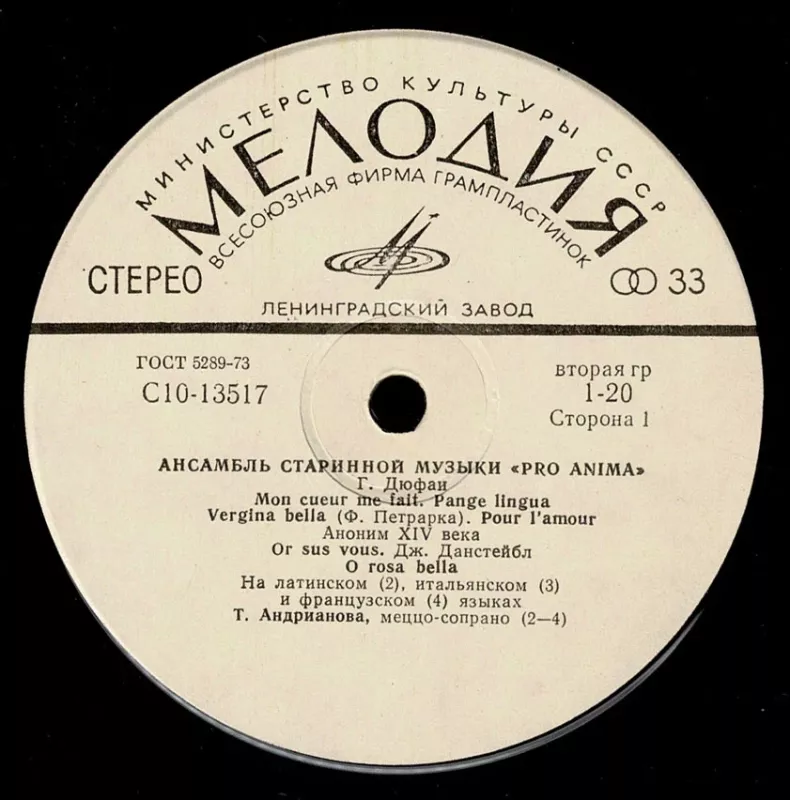 МИНИСТЕРСТВО КУЛЬТУРЫ СССР
МЕЛОДИЯ
ВСЕСОЮЗНАЯ ФИРМА ГРАМПЛАСТИНОК
СТЕРЕО
33
ЛЕНИНГРАДСКИЙ ЗАВОД
ГОСТ 5289-73
С10-13517
вторая гр
1-20
Сторона 1
АНСАМБЛЬ СТАРИННОЙ МУЗЫКИ «PRO ANIMA»
Г. Дюфаи
Mon cueur me fait. Pange lingua
Vergina bella (Ф. Петрарка). Pour l'amour
Аноним XIV века
Or sus vous. Дж. Данстейбл
O rosa bella
На латинском (2), итальянском (3)
и французском (4) языках
Т. Андрианова, меццо-сопрано (2—4)